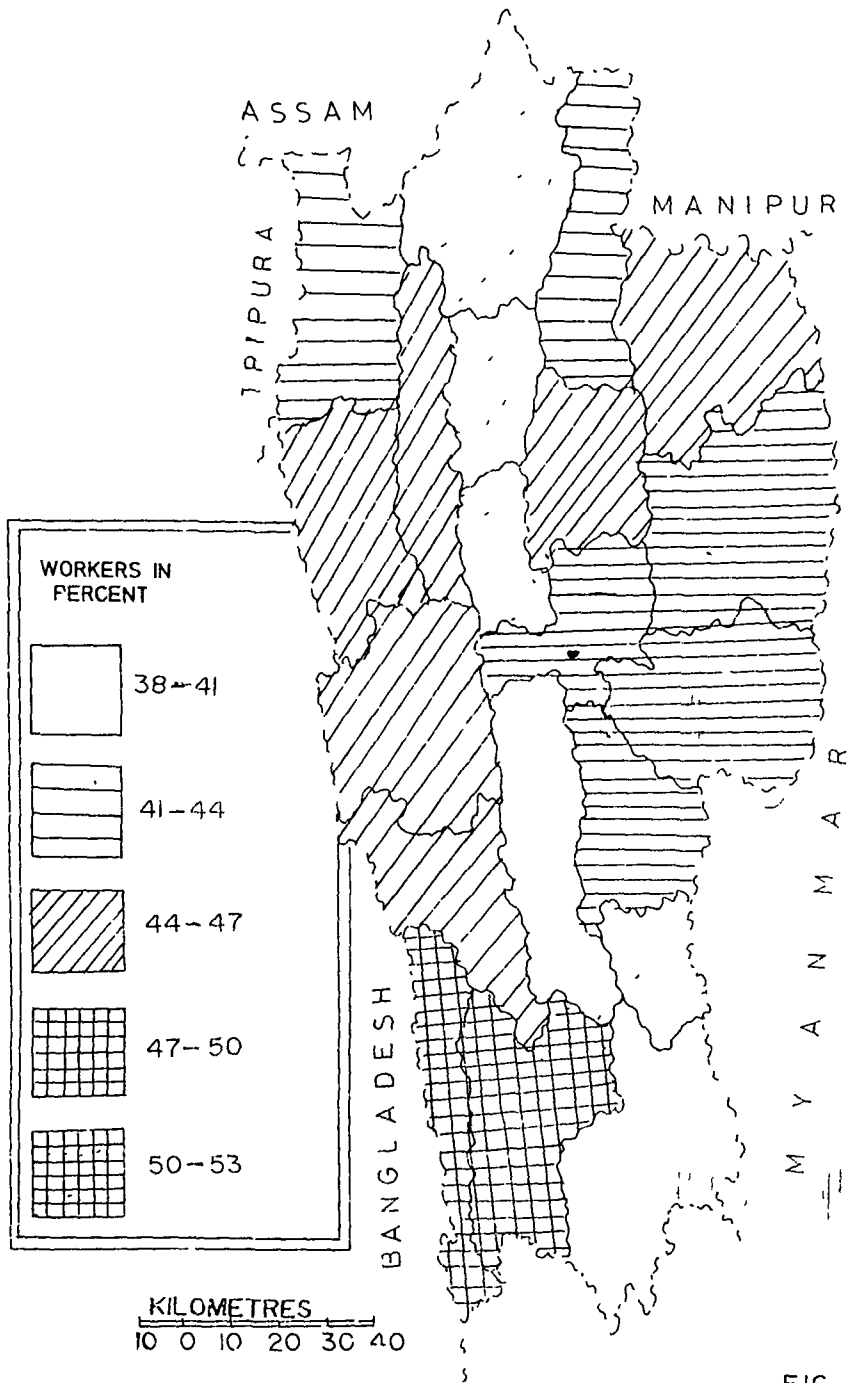 ASSAM
MANIPUR
TRIPURA
WORKERS IN
PERCENT
38-41
41-44
44-47
47-50
50-53
BANGLADESH
MYANMAR
KILOMETRES
10 0 10 20 30 40
FIG